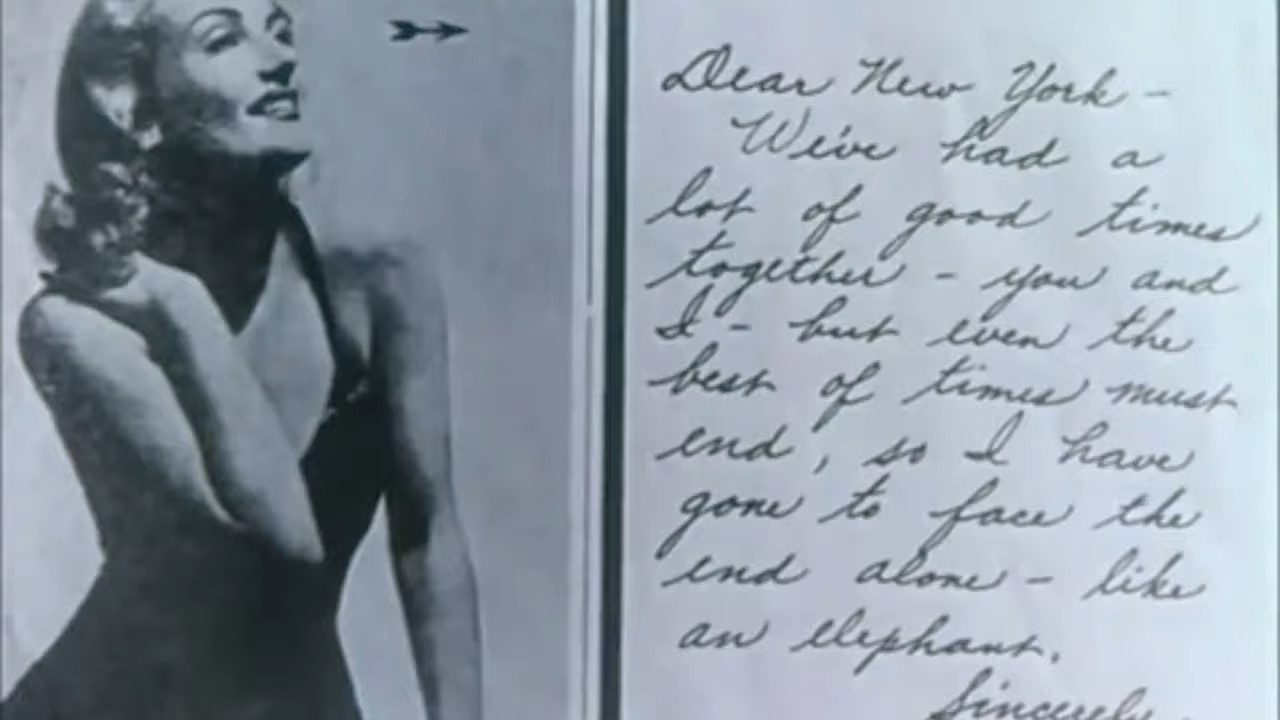 Dear New York -
We've had a
lot of good times
together - you and
I - but even the
best of times must
end, so I have
gone to face the
end alone - like
an elephant.
Sincerely